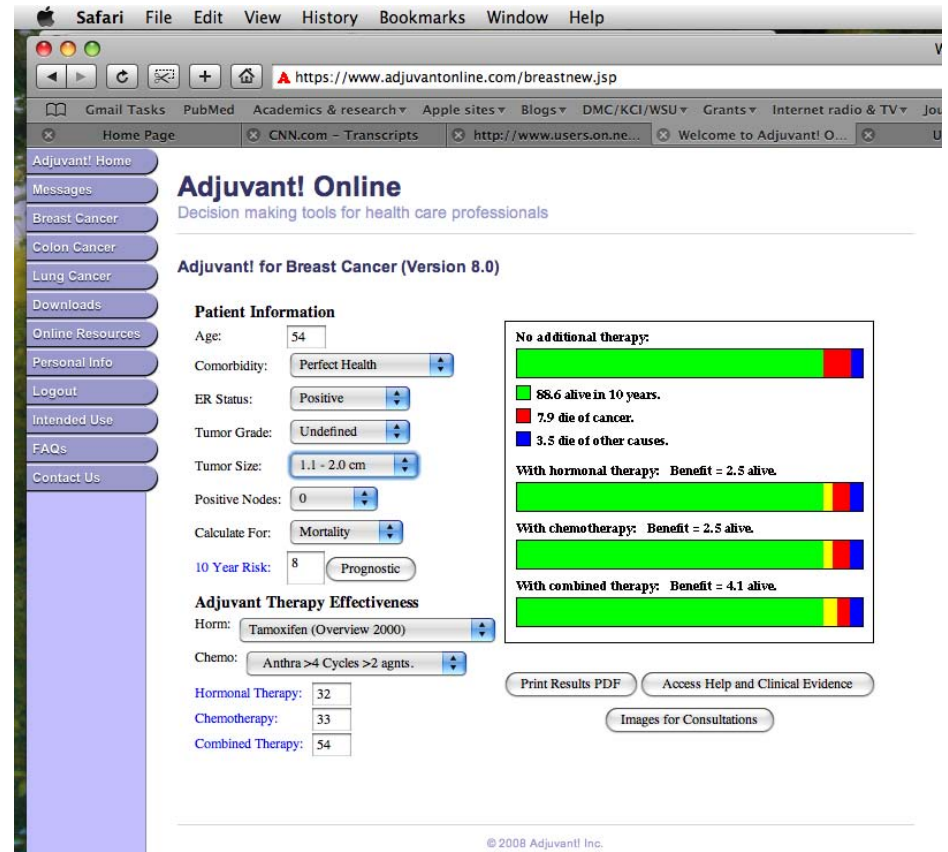 Safari File Edit View History Bookmarks Window Help
W
https://www.adjuvantonline.com/breastnew.jsp
Gmail Tasks PubMed Academics & research Apple sites Blogs DMC/KCI/WSU Grants Internet radio & TV Jou
Home Page CNN.com – Transcripts http://www.users.on.ne... Welcome to Adjuvant! O... U
Adjuvant! Home
Messages
Breast Cancer
Colon Cancer
Lung Cancer
Downloads
Online Resources
Personal Info
Logout
Intended Use
FAQs
Contact Us
Adjuvant! Online
Decision making tools for health care professionals
Adjuvant! for Breast Cancer (Version 8.0)
Patient Information
Age: 54
Comorbidity: Perfect Health
ER Status: Positive
Tumor Grade: Undefined
Tumor Size: 1.1 - 2.0 cm
Positive Nodes: 0
Calculate For: Mortality
10 Year Risk: 8 Prognostic
Adjuvant Therapy Effectiveness
Horm: Tamoxifen (Overview 2000)
Chemo: Anthra >4 Cycles >2 agnts.
Hormonal Therapy: 32
Chemotherapy: 33
Combined Therapy: 54
No additional therapy:
88.6 alive in 10 years.
7.9 die of cancer.
3.5 die of other causes.
With hormonal therapy: Benefit = 2.5 alive.
With chemotherapy: Benefit = 2.5 alive.
With combined therapy: Benefit = 4.1 alive.
Print Results PDF Access Help and Clinical Evidence
Images for Consultations
© 2008 Adjuvant! Inc.